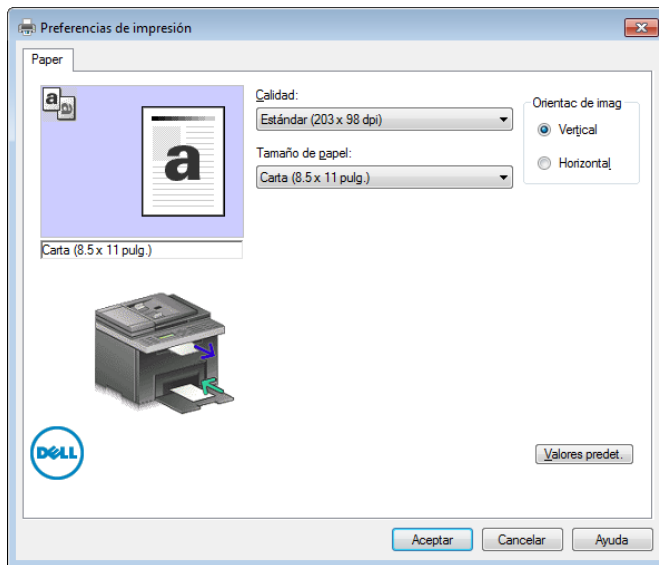 Preferencias de impresión
Paper
a a
a
Carta (8.5 x 11 pulg.)
Calidad:
Estándar (203 x 98 dpi)
Tamaño de papel:
Carta (8.5 x 11 pulg.)
Orientac de imag
Vertical
Horizontal
DELL
Valores predet.
Aceptar Cancelar Ayuda